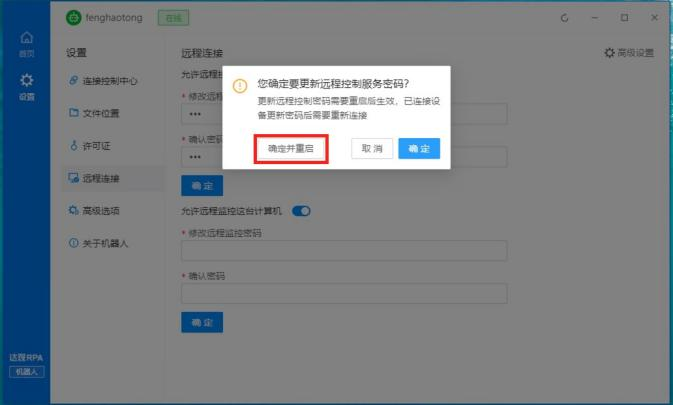 fenghaotong
在线
首页
设置
设置
连接控制中心
文件位置
许可证
远程连接
高级选项
关于机器人
达观RPA
机器人
远程连接
高级设置
允许远程控
* 修改远程
•••
* 确认密码
•••
确 定
您确定要更新远程控制服务密码?
更新远程控制密码需要重启后生效，已连接设
备更新密码后需要重新连接
确定并重启
取 消
确 定
允许远程监控这台计算机
* 修改远程监控密码
* 确认密码
确 定